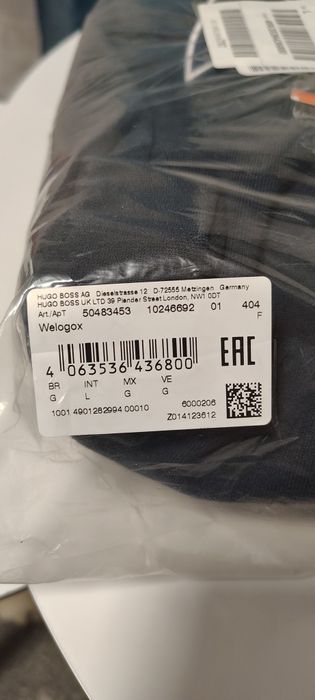 HUGO BOSS AG Dieselstrasse 12 D-72555 Metzingen Germany
HUGO BOSS UK LTD 39 Plender Street London, NW1 0DT
Art./ApT 50483453 10246692 01 404
Welogox F
4 063536 436800
EAC
BR INT MX VE
G L G G
6000206
1001 4901282994 00010
Z014123612